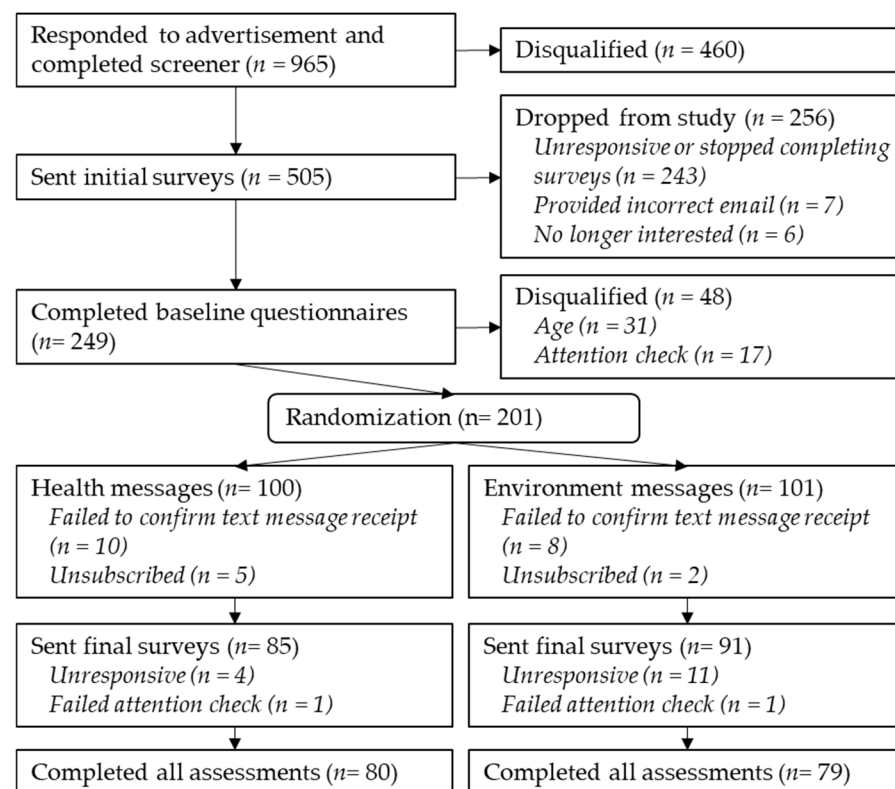 Responded to advertisement and
completed screener (n = 965)
Disqualified (n = 460)
Sent initial surveys (n = 505)
Dropped from study (n = 256)
Unresponsive or stopped completing
surveys (n = 243)
Provided incorrect email (n = 7)
No longer interested (n = 6)
Completed baseline questionnaires
(n= 249)
Disqualified (n = 48)
Age (n = 31)
Attention check (n = 17)
Randomization (n= 201)
Health messages (n= 100)
Failed to confirm text message receipt
(n = 10)
Unsubscribed (n = 5)
Environment messages (n= 101)
Failed to confirm text message receipt
(n = 8)
Unsubscribed (n = 2)
Sent final surveys (n= 85)
Unresponsive (n = 4)
Failed attention check (n = 1)
Sent final surveys (n= 91)
Unresponsive (n = 11)
Failed attention check (n = 1)
Completed all assessments (n= 80)
Completed all assessments (n= 79)